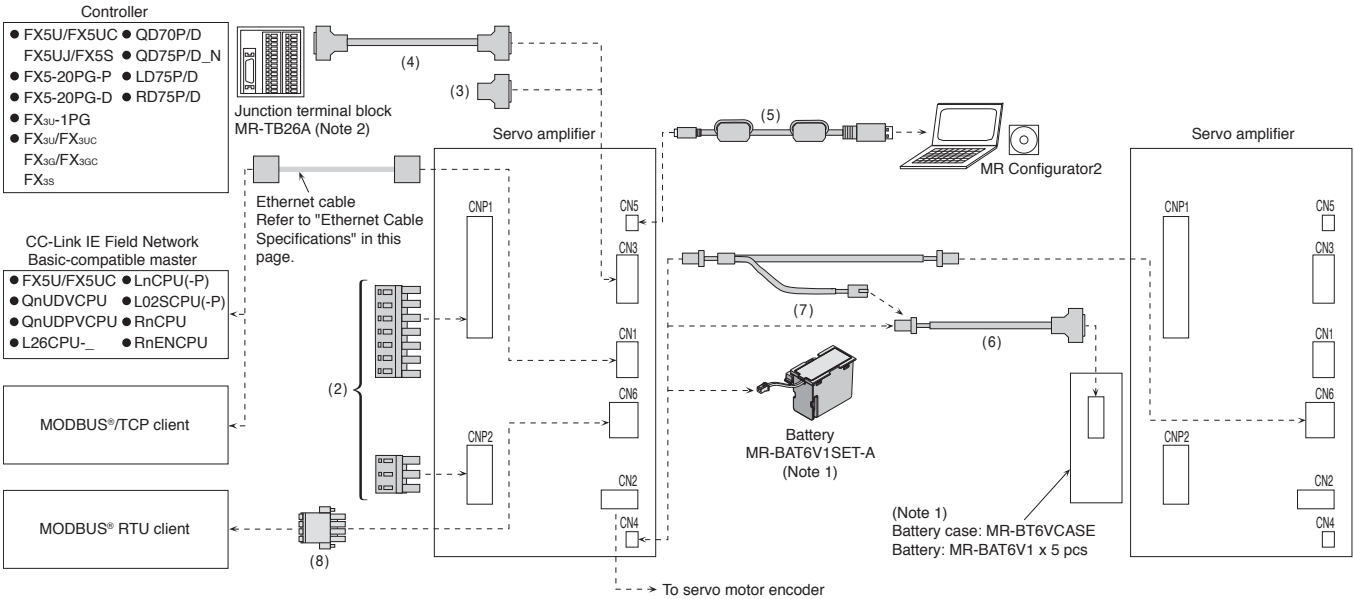 Controller
● FX5U/FX5UC ● QD70P/D
FX5UJ/FX5S ● QD75P/D_N
● FX5-20PG-P ● LD75P/D
● FX5-20PG-D ● RD75P/D
● FX3U-1PG
● FX3U/FX3UC
FX3G/FX3GC
FX3S
(4)
(3)
Junction terminal block
MR-TB26A (Note 2)
Ethernet cable
Refer to "Ethernet Cable
Specifications" in this
page.
CC-Link IE Field Network
Basic-compatible master
● FX5U/FX5UC ● LnCPU(-P)
● QnUDVCPU ● L02SCPU(-P)
● QnUDPVCPU ● RnCPU
● L26CPU-_ ● RnENCPU
MODBUS®/TCP client
MODBUS® RTU client
(2)
(8)
Servo amplifier
CNP1
CNP2
CN5
CN3
CN1
CN6
CN2
CN4
To servo motor encoder
(5)
MR Configurator2
(7)
(6)
Battery
MR-BAT6V1SET-A
(Note 1)
(Note 1)
Battery case: MR-BT6VCASE
Battery: MR-BAT6V1 x 5 pcs
Servo amplifier
CNP1
CNP2
CN5
CN3
CN1
CN6
CN2
CN4